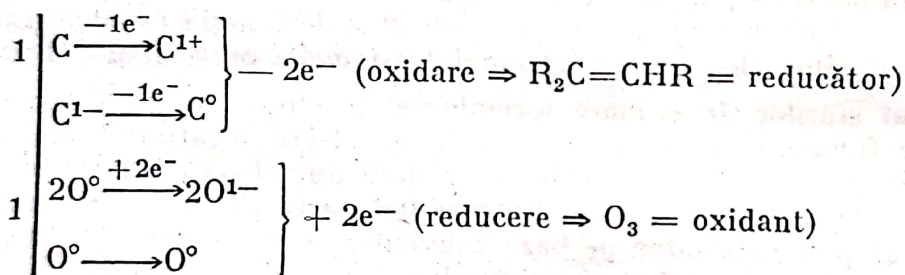 1 | C —−1e⁻→ C¹⁺
} — 2e⁻ (oxidare ⇒ R₂C=CHR = reducător)
C¹⁻ —−1e⁻→ C°
1 | 2O° —+2e⁻→ 2O¹⁻
} + 2e⁻ (reducere ⇒ O₃ = oxidant)
O° ⟶ O°